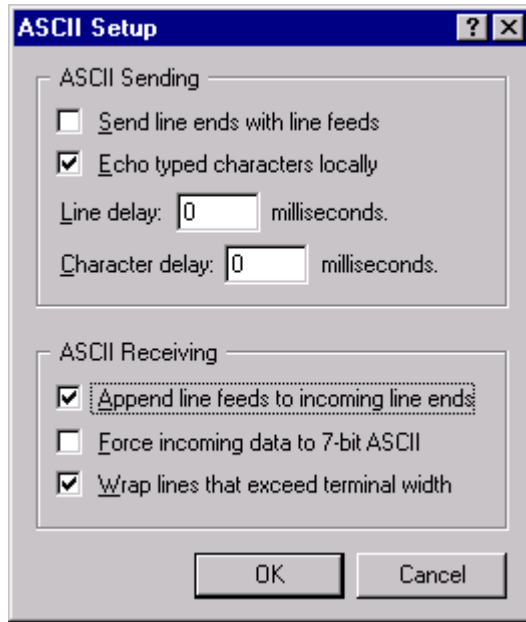 ASCII Setup
ASCII Sending
Send line ends with line feeds
Echo typed characters locally
Line delay: 0 milliseconds.
Character delay: 0 milliseconds.
ASCII Receiving
Append line feeds to incoming line ends
Force incoming data to 7-bit ASCII
Wrap lines that exceed terminal width
OK Cancel